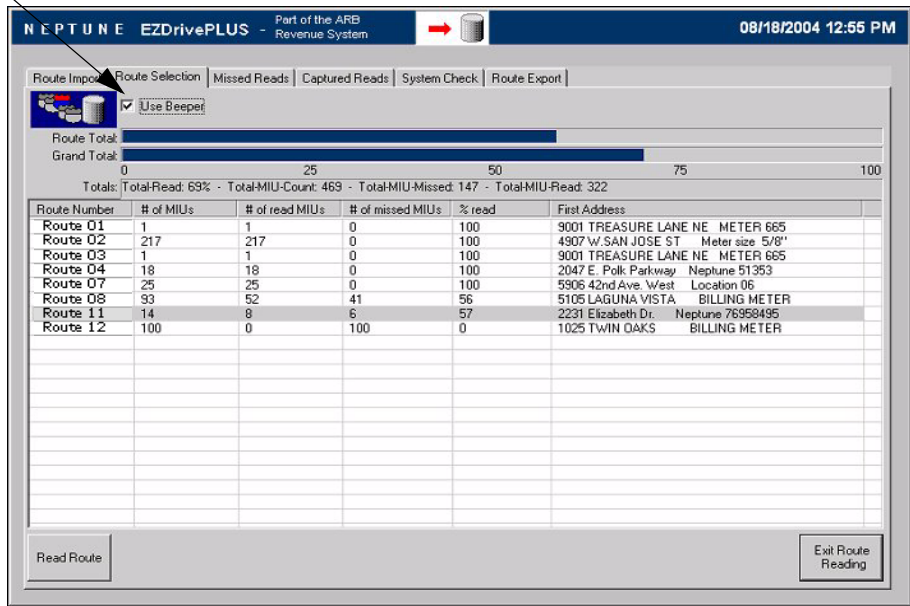 NEPTUNE EZDrivePLUS - Part of the ARB Revenue System 08/18/2004 12:55 PM
Route Import Route Selection Missed Reads Captured Reads System Check Route Export
Use Beeper
Route Total:
Grand Total:
0 25 50 75 100
Totals: Total-Read: 69% - Total-MIU-Count: 469 - Total-MIU-Missed: 147 - Total-MIU-Read: 322
Route Number # of MIUs # of read MIUs # of missed MIUs % read First Address
Route 01 1 1 0 100 9001 TREASURE LANE NE METER 665
Route 02 217 217 0 100 4907 W.SAN JOSE ST Meter size 5/8''
Route 03 1 1 0 100 9001 TREASURE LANE NE METER 665
Route 04 18 18 0 100 2047 E. Polk Parkway Neptune 51353
Route 07 25 25 0 100 5906 42nd Ave. West Location 06
Route 08 93 52 41 56 5105 LAGUNA VISTA BILLING METER
Route 11 14 8 6 57 2231 Elizabeth Dr. Neptune 76958495
Route 12 100 0 100 0 1025 TWIN OAKS BILLING METER
Read Route
Exit Route
Reading